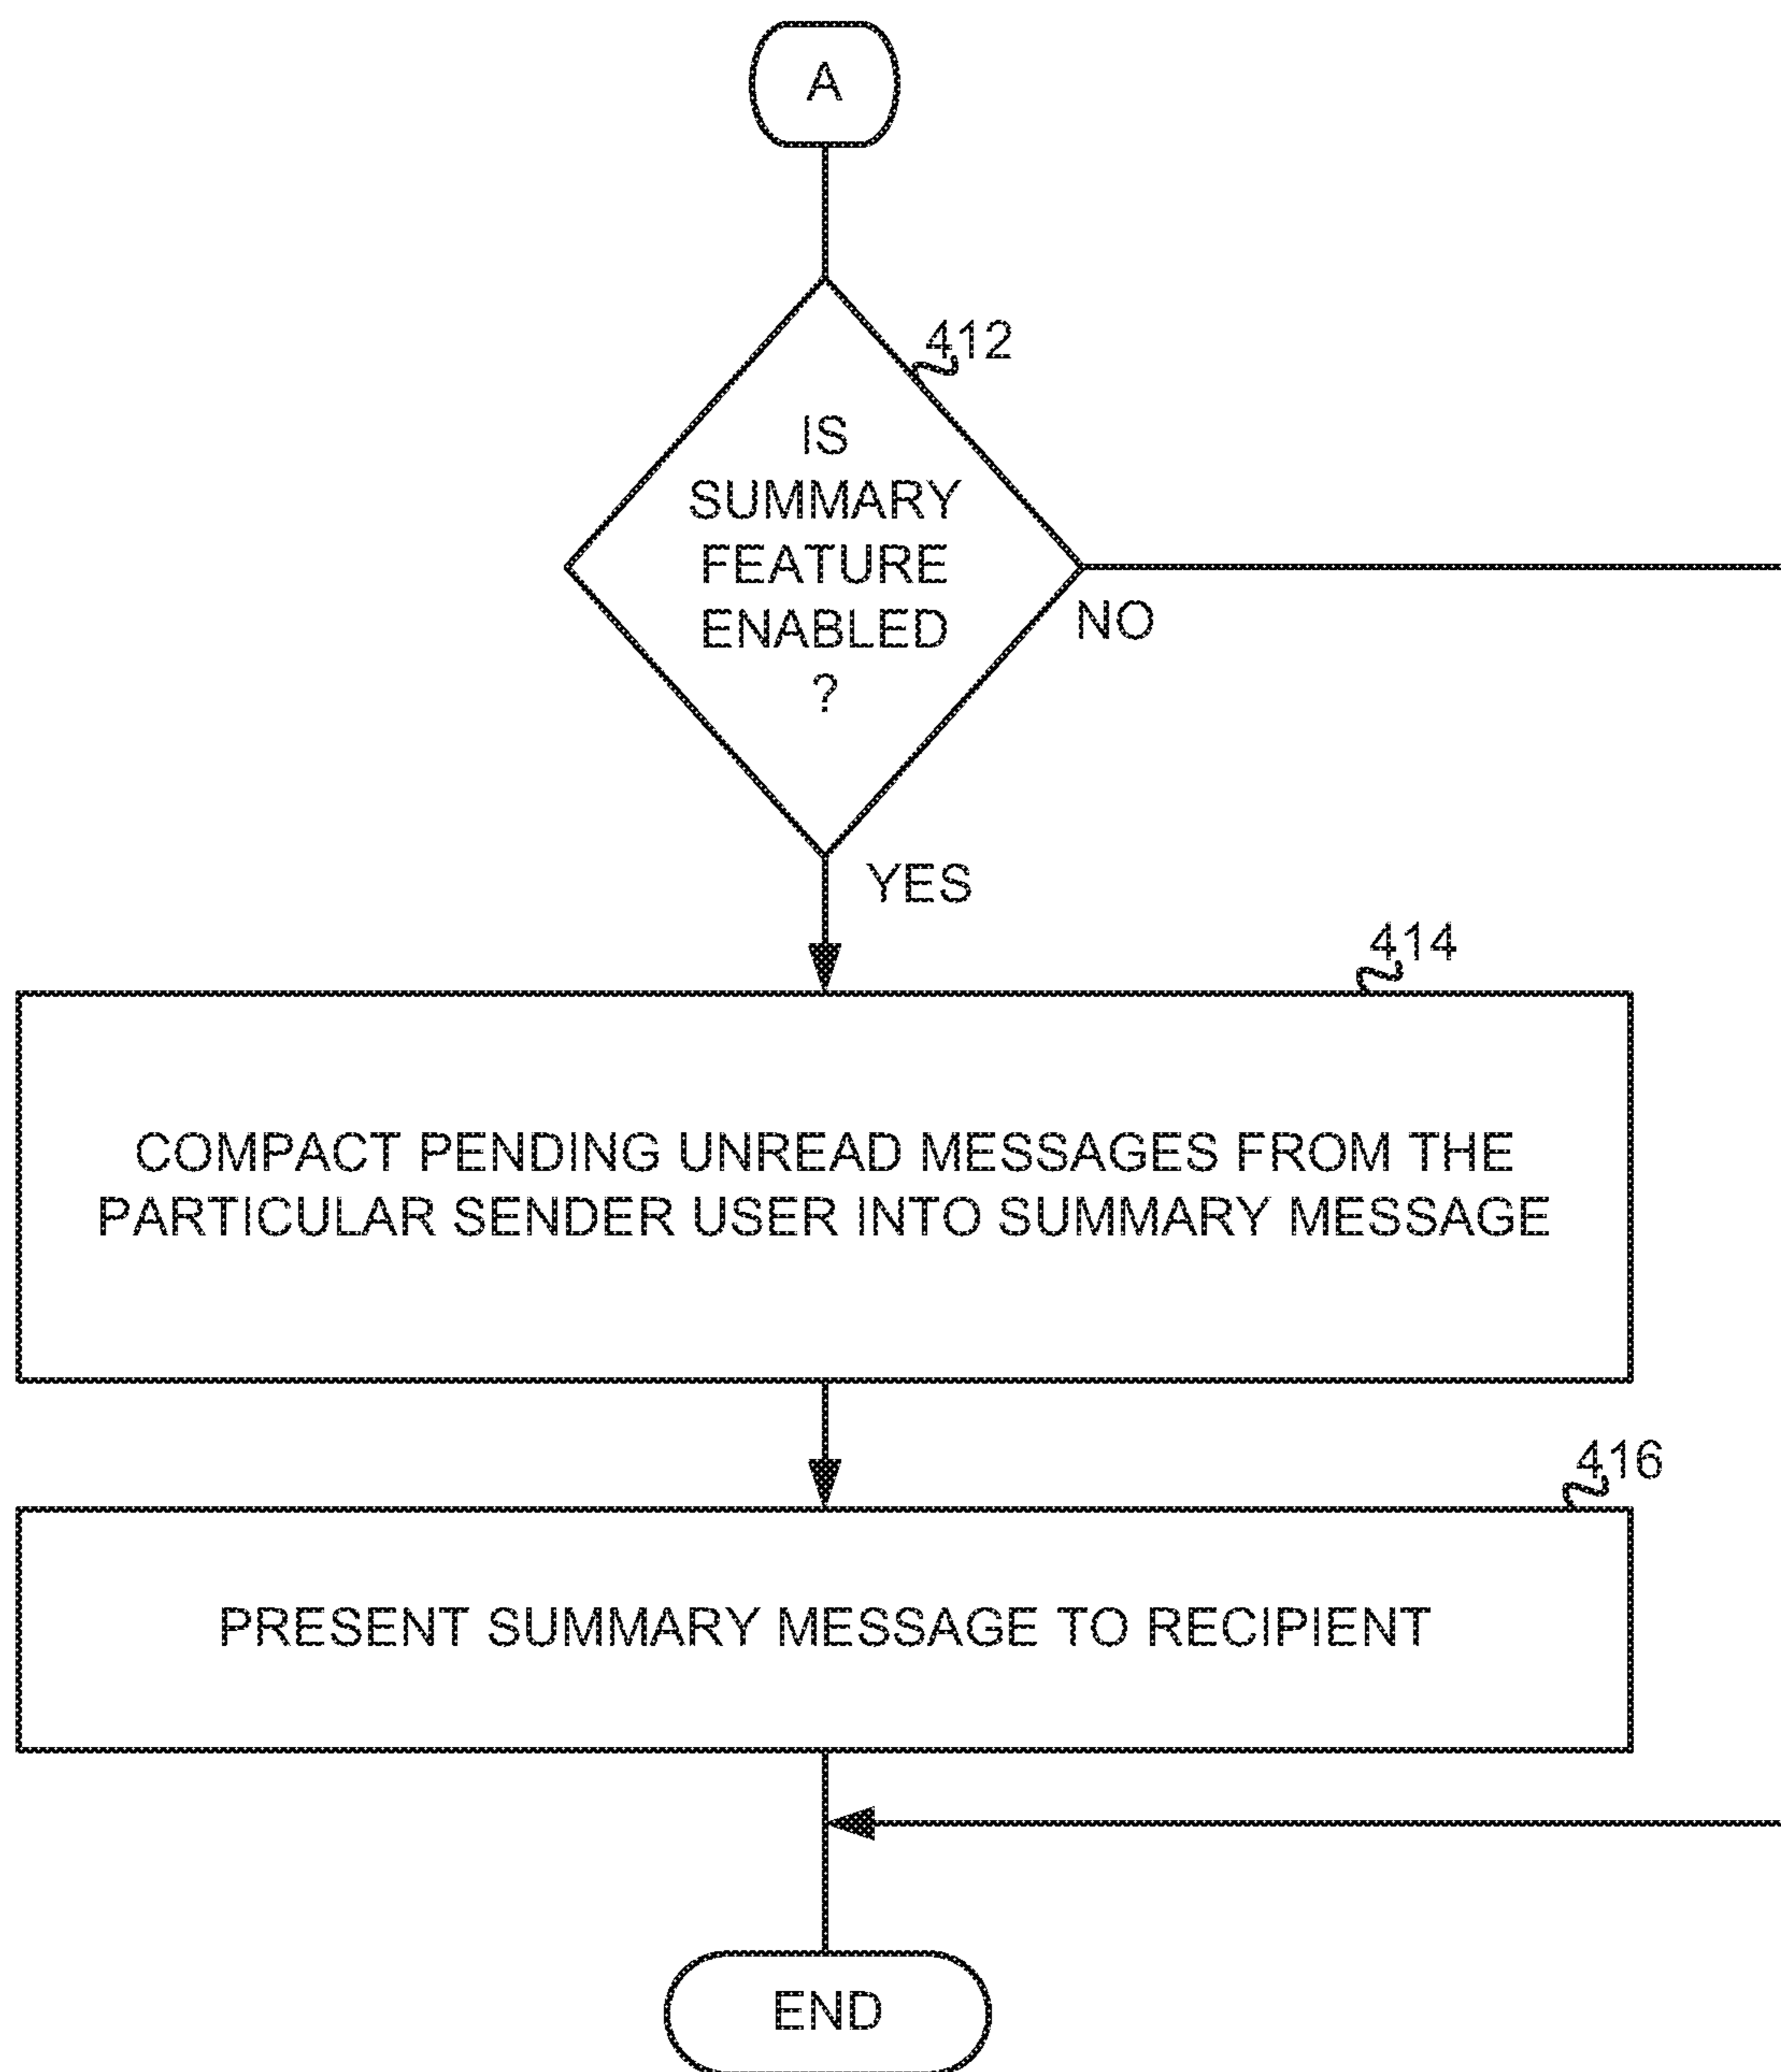 A
412
IS
SUMMARY
FEATURE
ENABLED
?
NO
YES
414
COMPACT PENDING UNREAD MESSAGES FROM THE
PARTICULAR SENDER USER INTO SUMMARY MESSAGE
416
PRESENT SUMMARY MESSAGE TO RECIPIENT
END